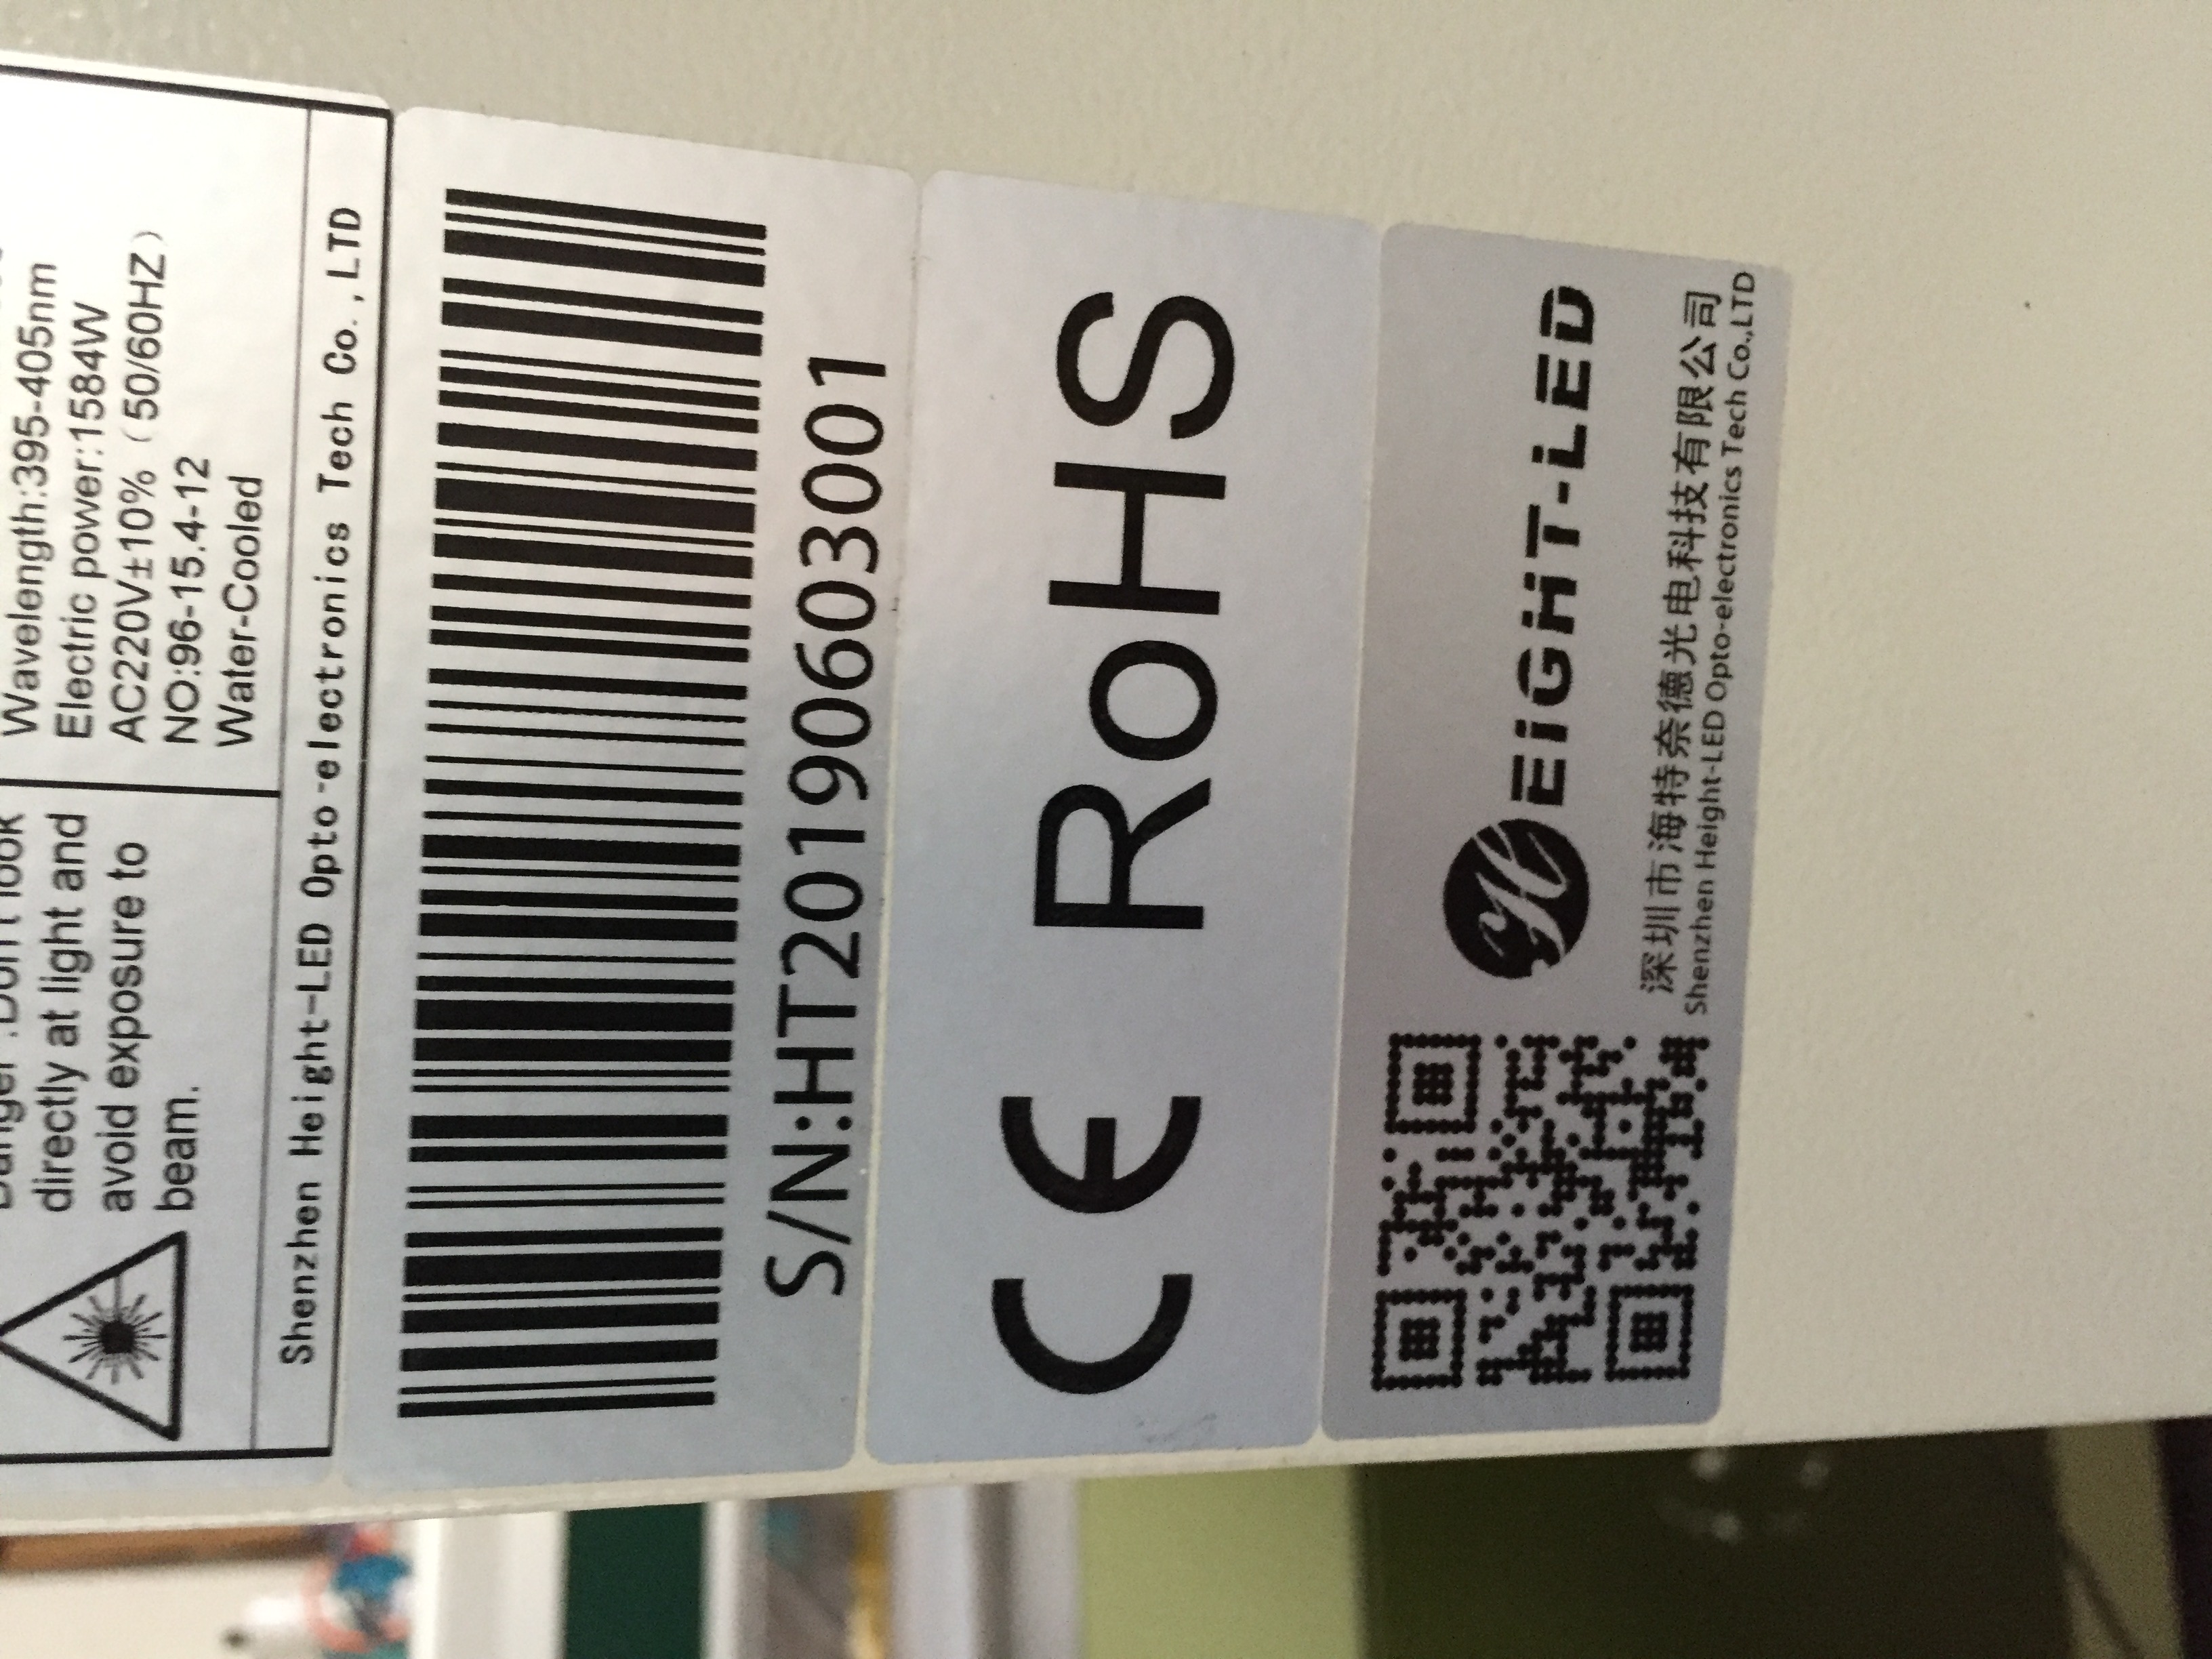 Wavelength:395-405nm
Electric power:1584W
AC220V±10%（50/60HZ）
NO:96-15.4-12
Water-Cooled
directly at light and
avoid exposure to
beam.
Shenzhen Height-LED Opto-electronics Tech Co.,LTD
S/N:HT20190603001
CE RoHS
HEiGHT-LED
深圳市海特奈德光电科技有限公司
Shenzhen Height-LED Opto-electronics Tech Co.,LTD